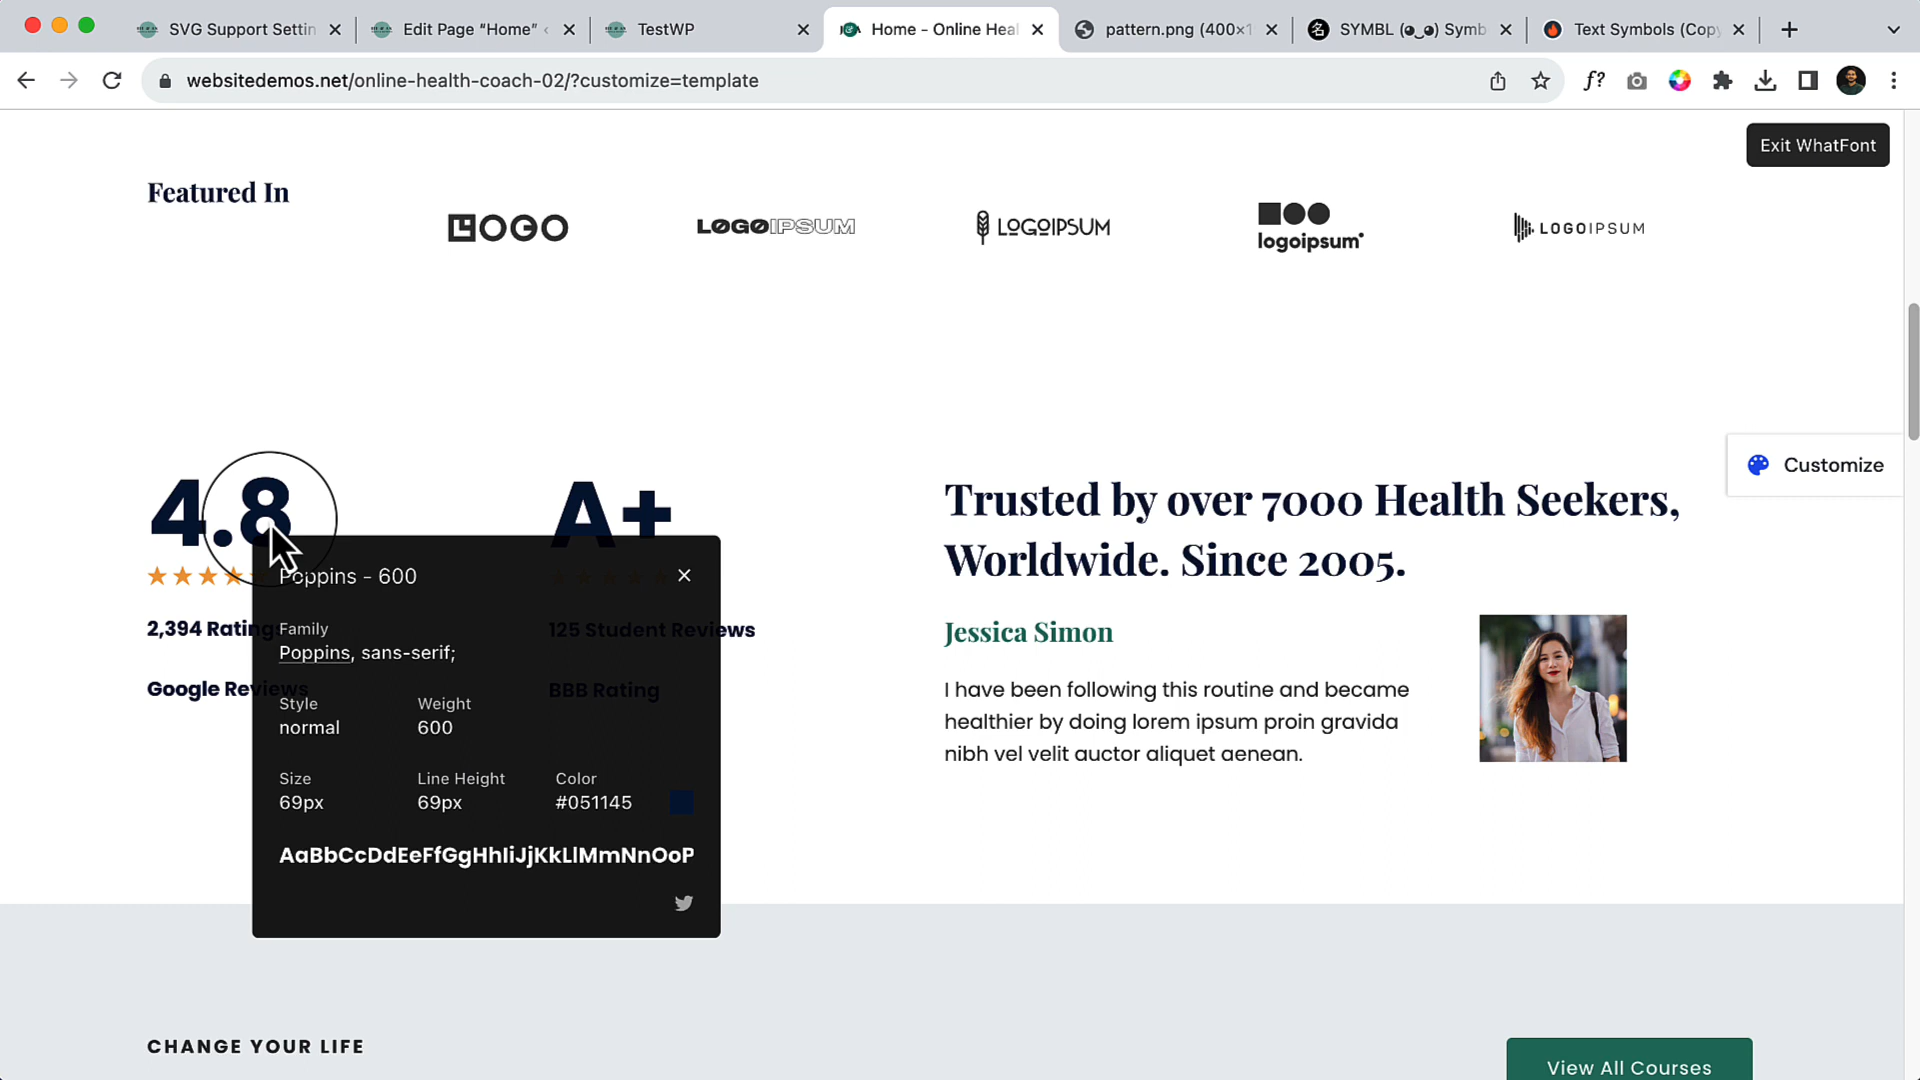 SVG Support Settin
Edit Page “Home” ‹
TestWP
Home - Online Heal
pattern.png (400×1
SYMBL (◕‿◕) Symb
Text Symbols (Copy
websitedemos.net/online-health-coach-02/?customize=template
f?
Exit WhatFont
Featured In
LOGO
LOGOIPSUM
LOGOIPSUM
logoipsum
LOGOIPSUM
Customize
4.8
★★★★
2,394 Ratings
Google Reviews
A+
125 Student Reviews
BBB Rating
Poppins - 600
Family
Poppins, sans-serif;
Style
normal
Weight
600
Size
69px
Line Height
69px
Color
#051145
AaBbCcDdEeFfGgHhIiJjKkLlMmNnOoP
Trusted by over 7000 Health Seekers,
Worldwide. Since 2005.
Jessica Simon
I have been following this routine and became
healthier by doing lorem ipsum proin gravida
nibh vel velit auctor aliquet aenean.
CHANGE YOUR LIFE
View All Courses